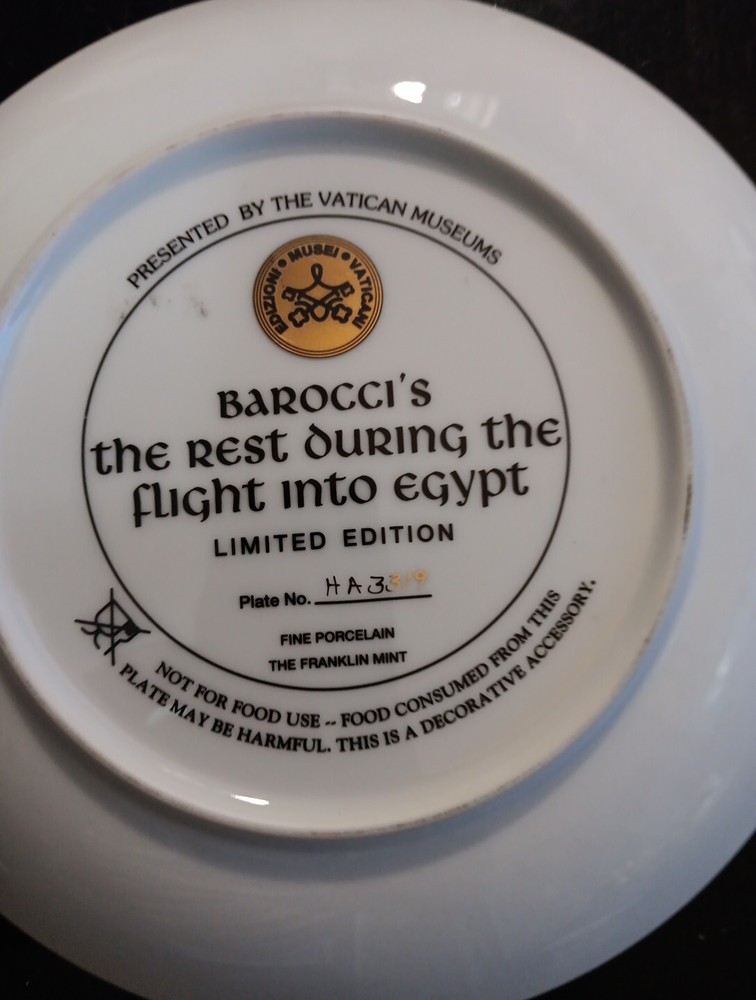 PRESENTED BY THE VATICAN MUSEUMS
EDIZIONI • MUSEI • VATICANI
BAROCCI'S
the REST DURING the
flight into EGYPT
LIMITED EDITION
Plate No. HA3319
FINE PORCELAIN
THE FRANKLIN MINT
NOT FOR FOOD USE -- FOOD CONSUMED FROM THIS
PLATE MAY BE HARMFUL. THIS IS A DECORATIVE ACCESSORY.